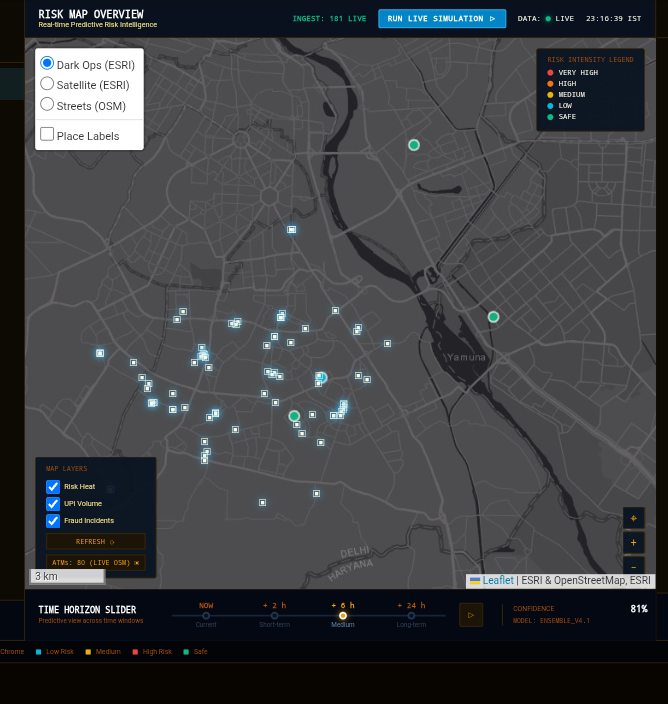 RISK MAP OVERVIEW
Real-time Predictive Risk Intelligence
INGEST: 181 LIVE
RUN LIVE SIMULATION ▷
DATA: LIVE
23:16:39 IST
Dark Ops (ESRI)
Satellite (ESRI)
Streets (OSM)
Place Labels
RISK INTENSITY LEGEND
VERY HIGH
HIGH
MEDIUM
LOW
SAFE
Yamuna
DELHI
HARYANA
MAP LAYERS
Risk Heat
UPI Volume
Fraud Incidents
REFRESH
ATMs: 80 (LIVE OSM)
3 km
+
−
Leaflet | ESRI & OpenStreetMap, ESRI
TIME HORIZON SLIDER
Predictive view across time windows
NOW
+ 2 h
+ 6 h
+ 24 h
Current
Short-term
Medium
Long-term
▷
CONFIDENCE
81%
MODEL: ENSEMBLE_V4.1
Chrome
Low Risk
Medium
High Risk
Safe